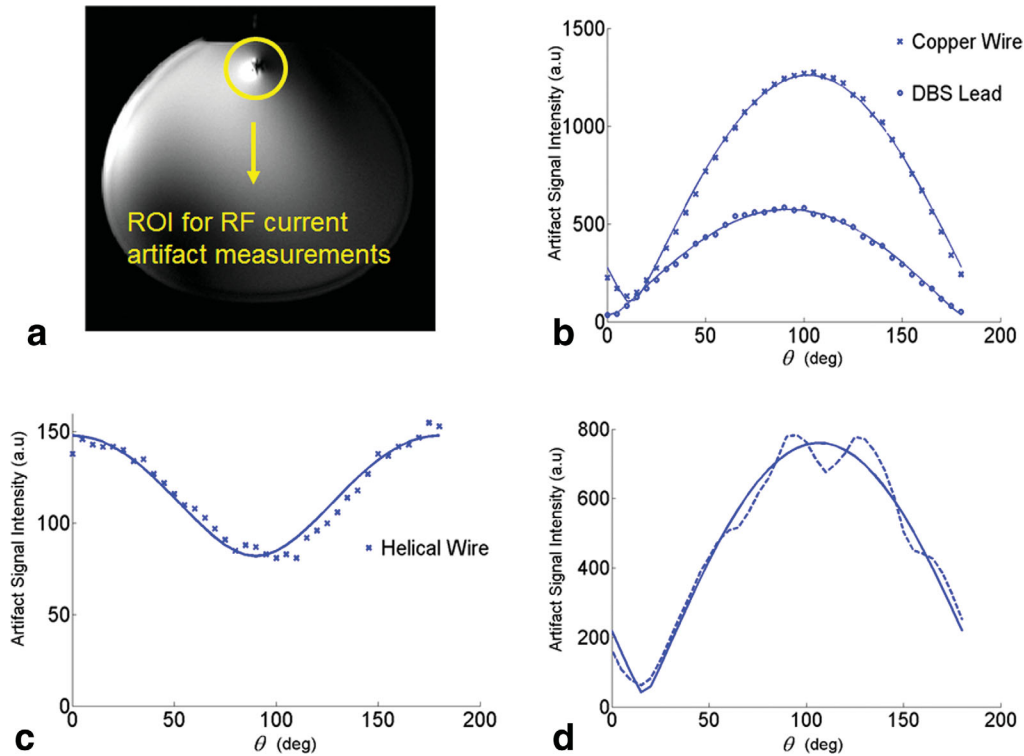 ROI for RF current
artifact measurements
a
1500
1000
500
0
0
50
100
150
200
Artifact Signal Intensity (a.u)
θ (deg)
Copper Wire
DBS Lead
b
150
100
50
0
0
50
100
150
200
Artifact Signal Intensity (a.u)
θ (deg)
Helical Wire
c
800
600
400
200
0
0
50
100
150
200
Artifact Signal Intensity (a.u)
θ (deg)
d